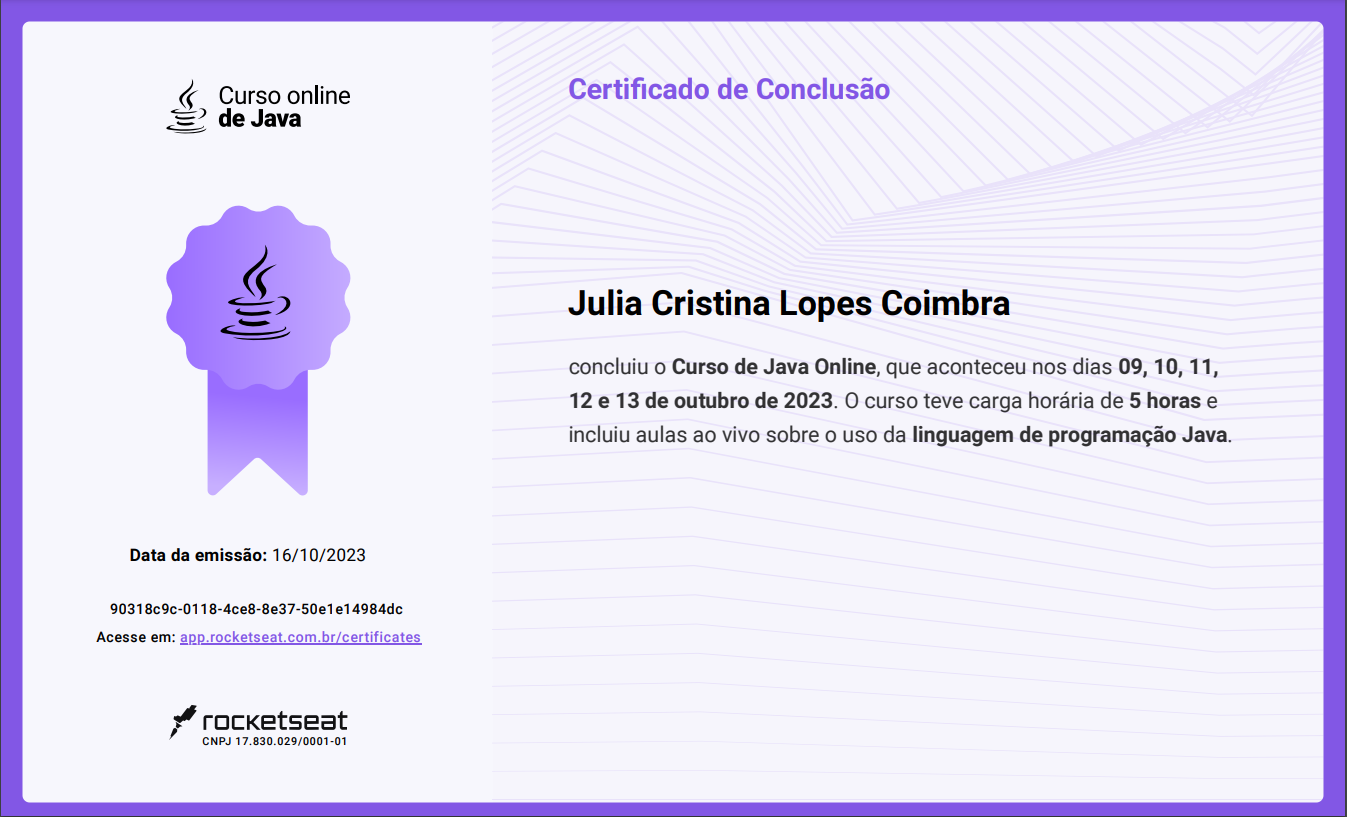 Curso online
de Java
Data da emissão: 16/10/2023
90318c9c-0118-4ce8-8e37-50e1e14984dc
Acesse em: app.rocketseat.com.br/certificates
rocketseat
CNPJ 17.830.029/0001-01
Certificado de Conclusão
Julia Cristina Lopes Coimbra
concluiu o Curso de Java Online, que aconteceu nos dias 09, 10, 11,
12 e 13 de outubro de 2023. O curso teve carga horária de 5 horas e
incluiu aulas ao vivo sobre o uso da linguagem de programação Java.